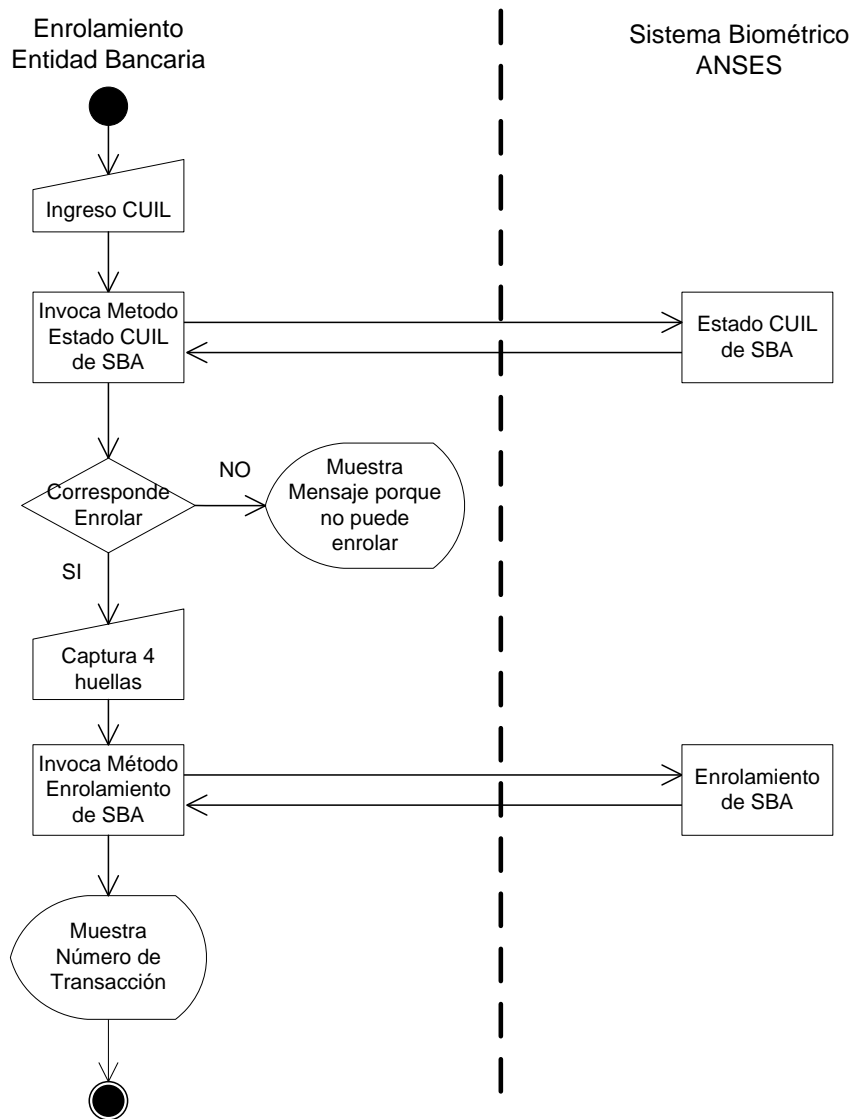 Enrolamiento
Entidad Bancaria
Sistema Biométrico
ANSES
Ingreso CUIL
Invoca Metodo
Estado CUIL
de SBA
Estado CUIL
de SBA
Corresponde
Enrolar
NO
Muestra
Mensaje porque
no puede
enrolar
SI
Captura 4
huellas
Invoca Método
Enrolamiento
de SBA
Enrolamiento
de SBA
Muestra
Número de
Transacción